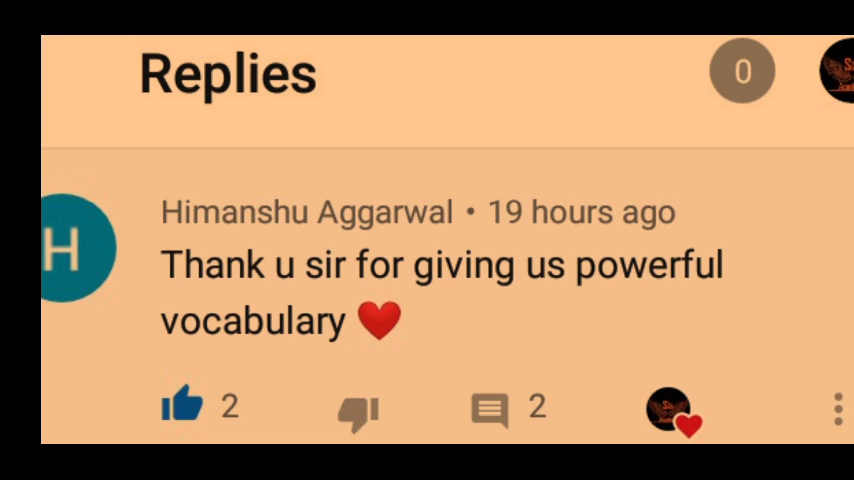 Replies
0
Himanshu Aggarwal • 19 hours ago
H
Thank u sir for giving us powerful
vocabulary ❤️
2
2